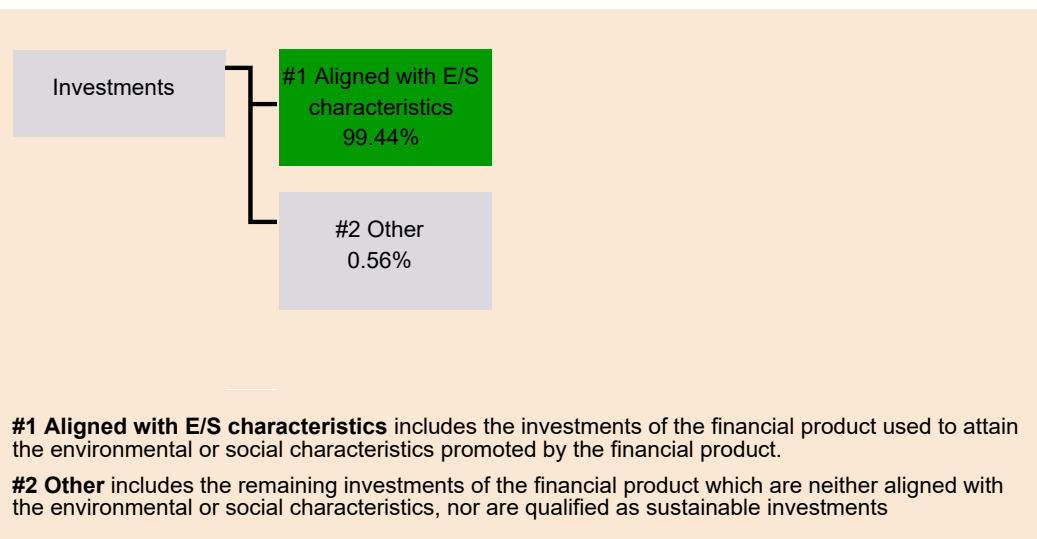 Investments
#1 Aligned with E/S
characteristics
99.44%
#2 Other
0.56%
#1 Aligned with E/S characteristics includes the investments of the financial product used to attain
the environmental or social characteristics promoted by the financial product.
#2 Other includes the remaining investments of the financial product which are neither aligned with
the environmental or social characteristics, nor are qualified as sustainable investments